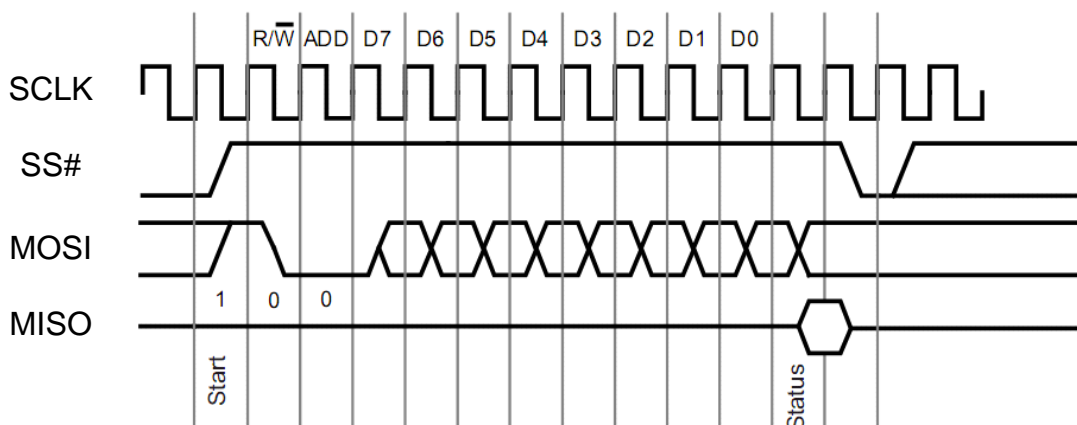 R/W̅ ADD D7 D6 D5 D4 D3 D2 D1 D0
SCLK
SS#
MOSI
1 0 0
MISO
Start
Status